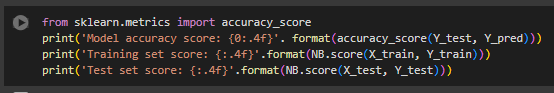 from sklearn.metrics import accuracy_score
print('Model accuracy score: {0:.4f}'. format(accuracy_score(Y_test, Y_pred)))
print('Training set score: {:.4f}'.format(NB.score(X_train, Y_train)))
print('Test set score: {:.4f}'.format(NB.score(X_test, Y_test)))